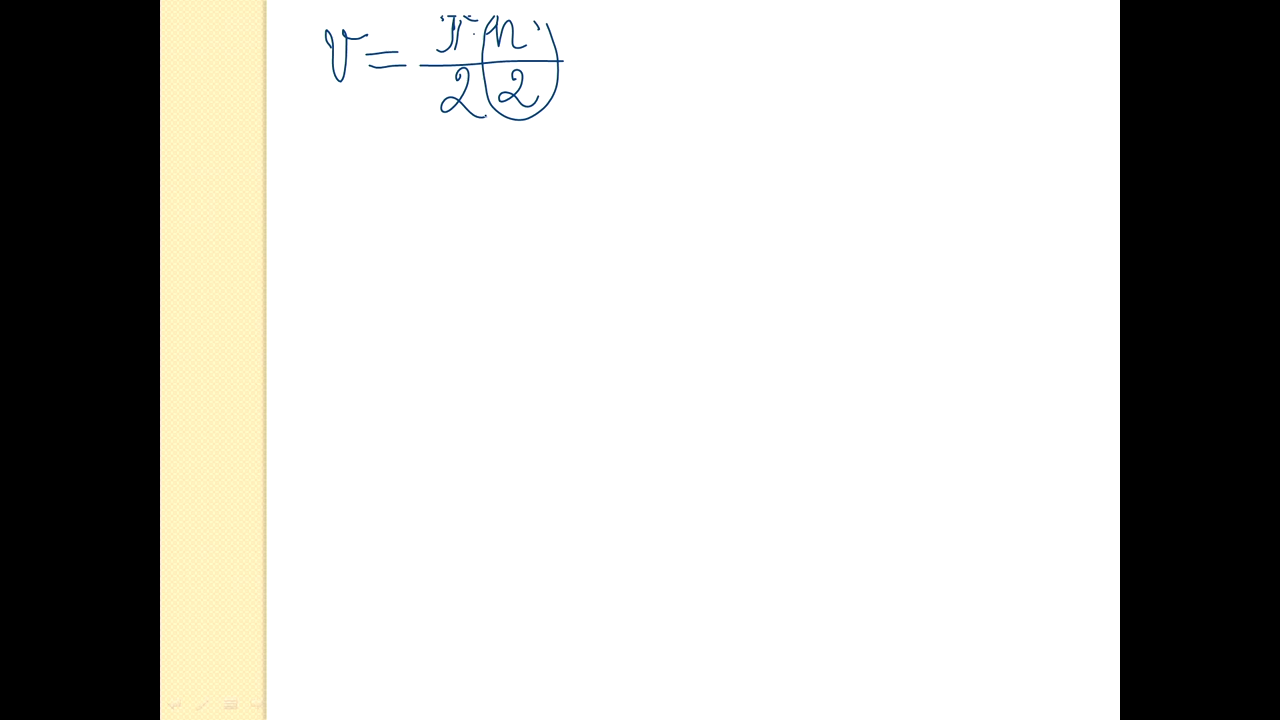 V = π·(n) / 2(2)